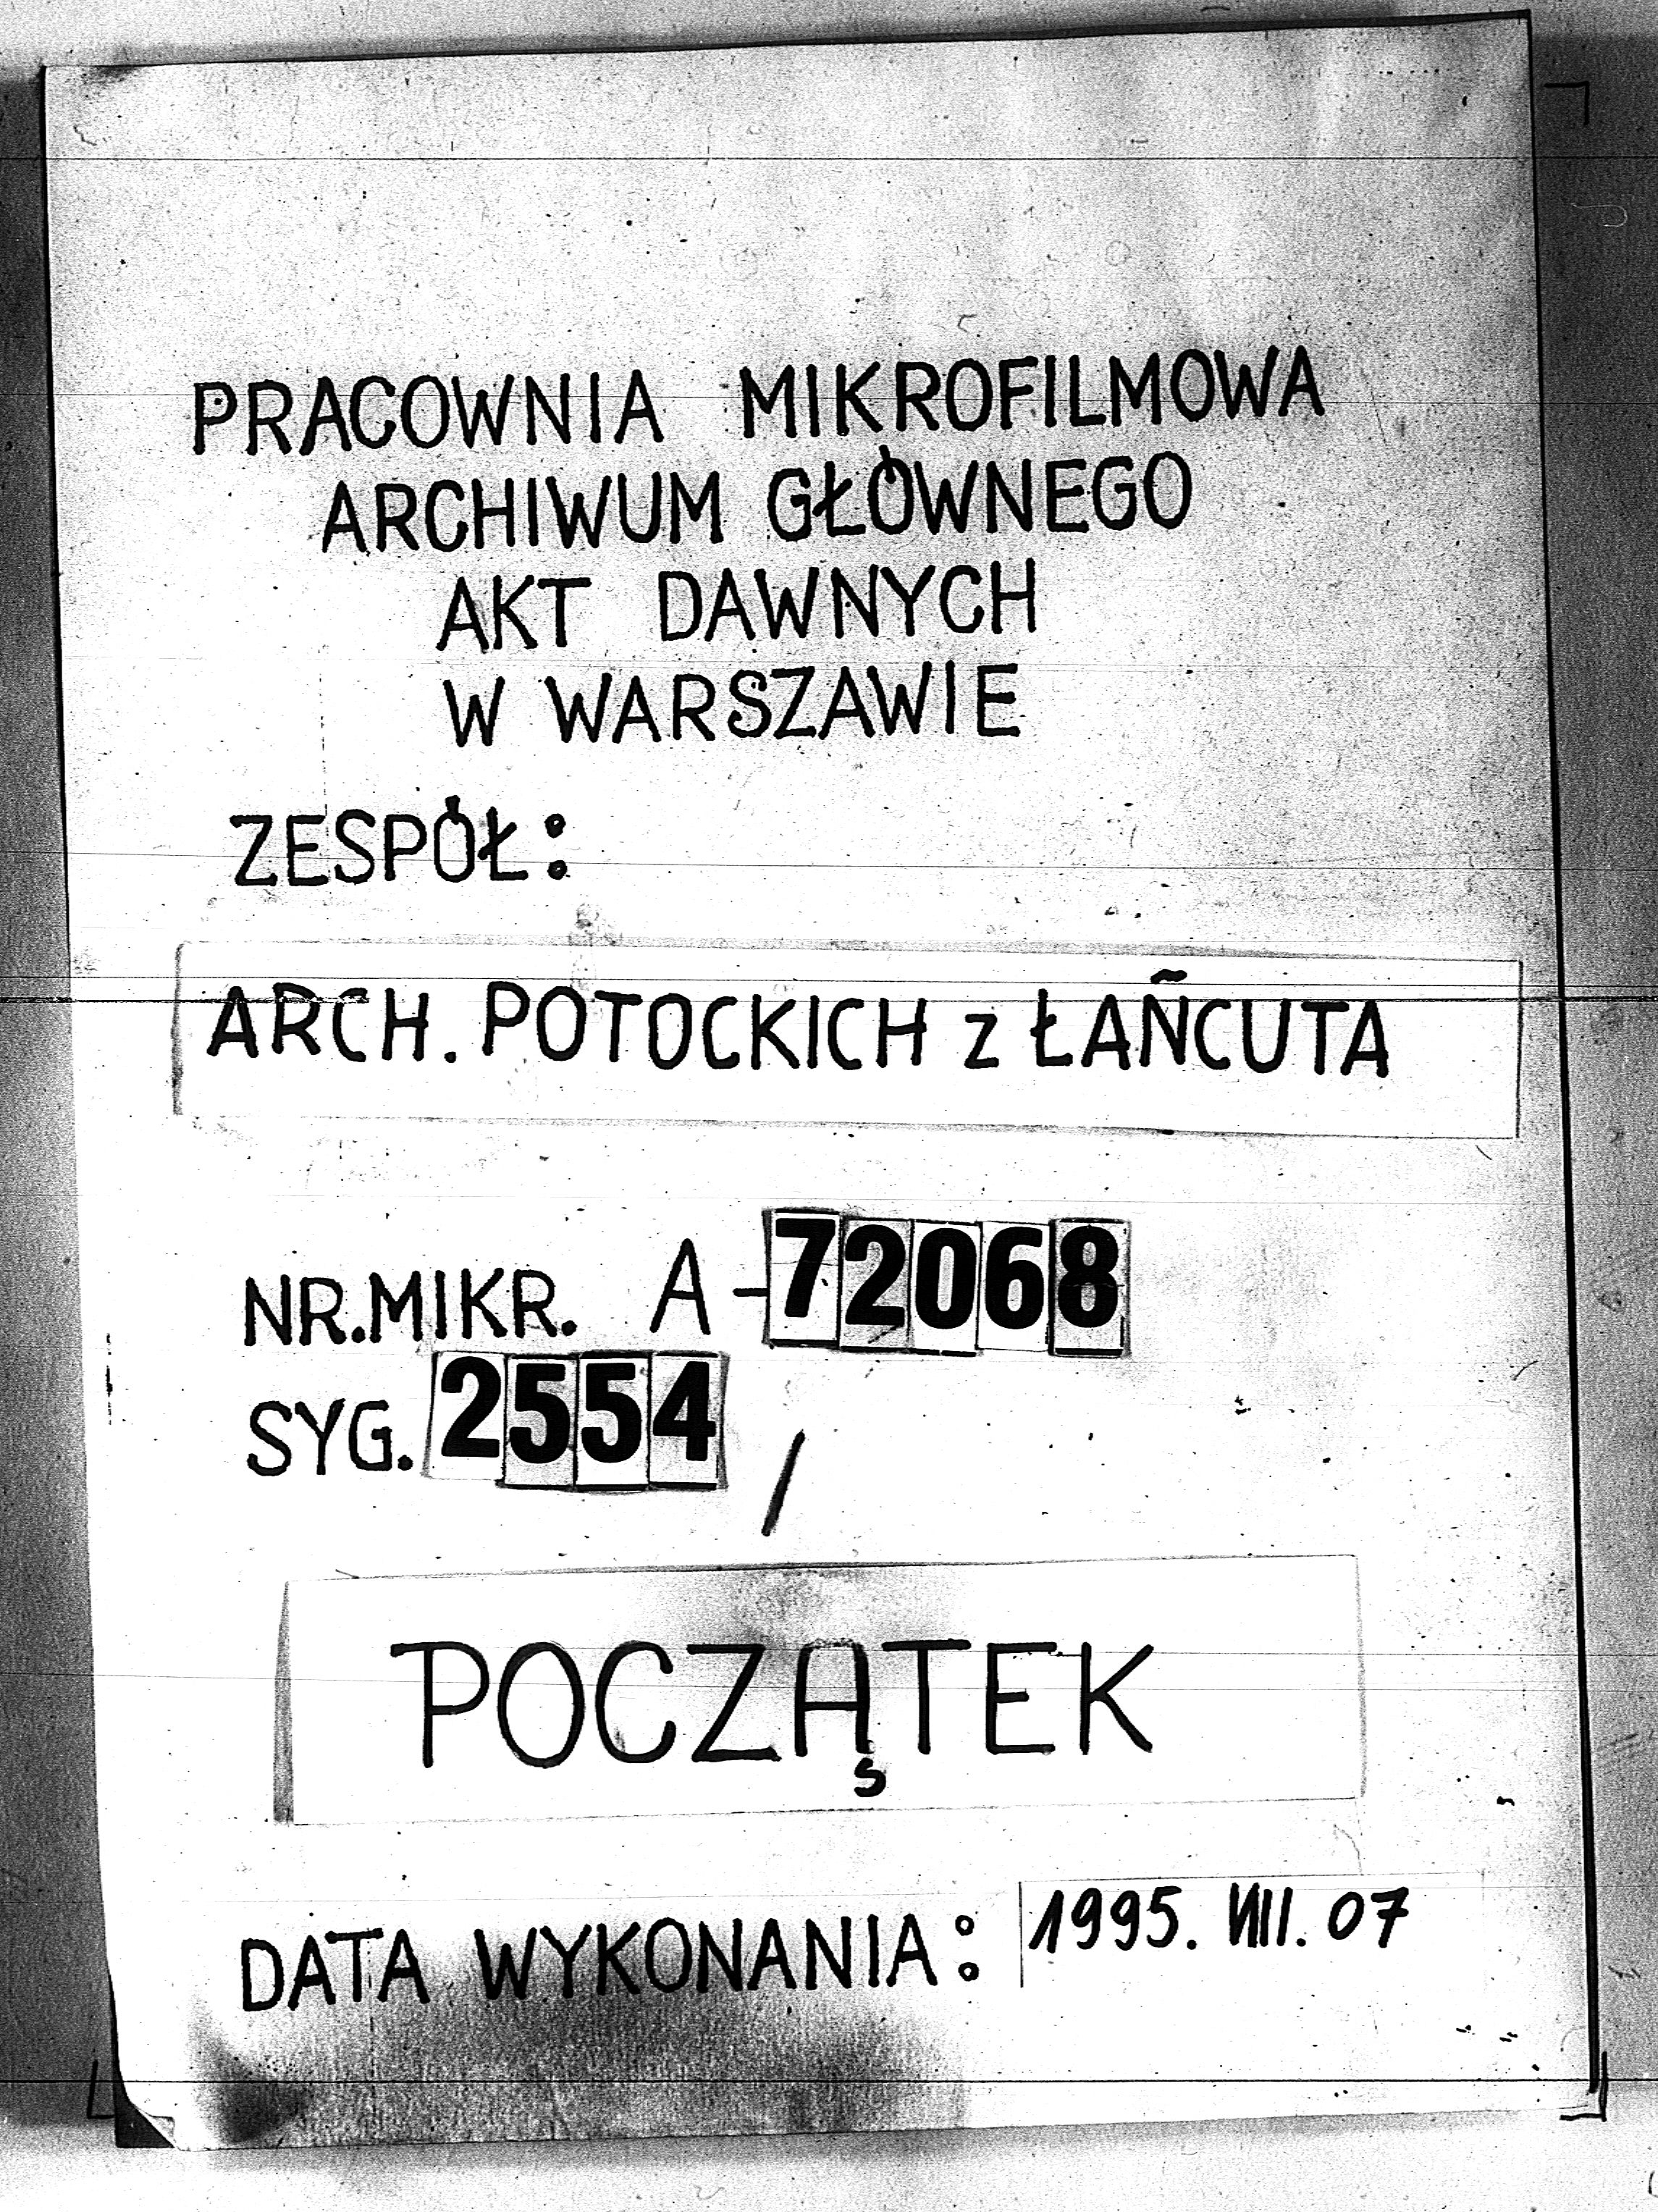 PRACOWNIA MIKROFILMOWA
ARCHIWUM GŁÓWNEGO
AKT DAWNYCH
W WARSZAWIE
ZESPÓŁ:
ARCH. POTOCKICH z ŁAÑCUTA
NR.MIKR. A-72068
SYG. 2554 /
POCZĄTEK
DATA WYKONANIA: 1995. VIII. 07